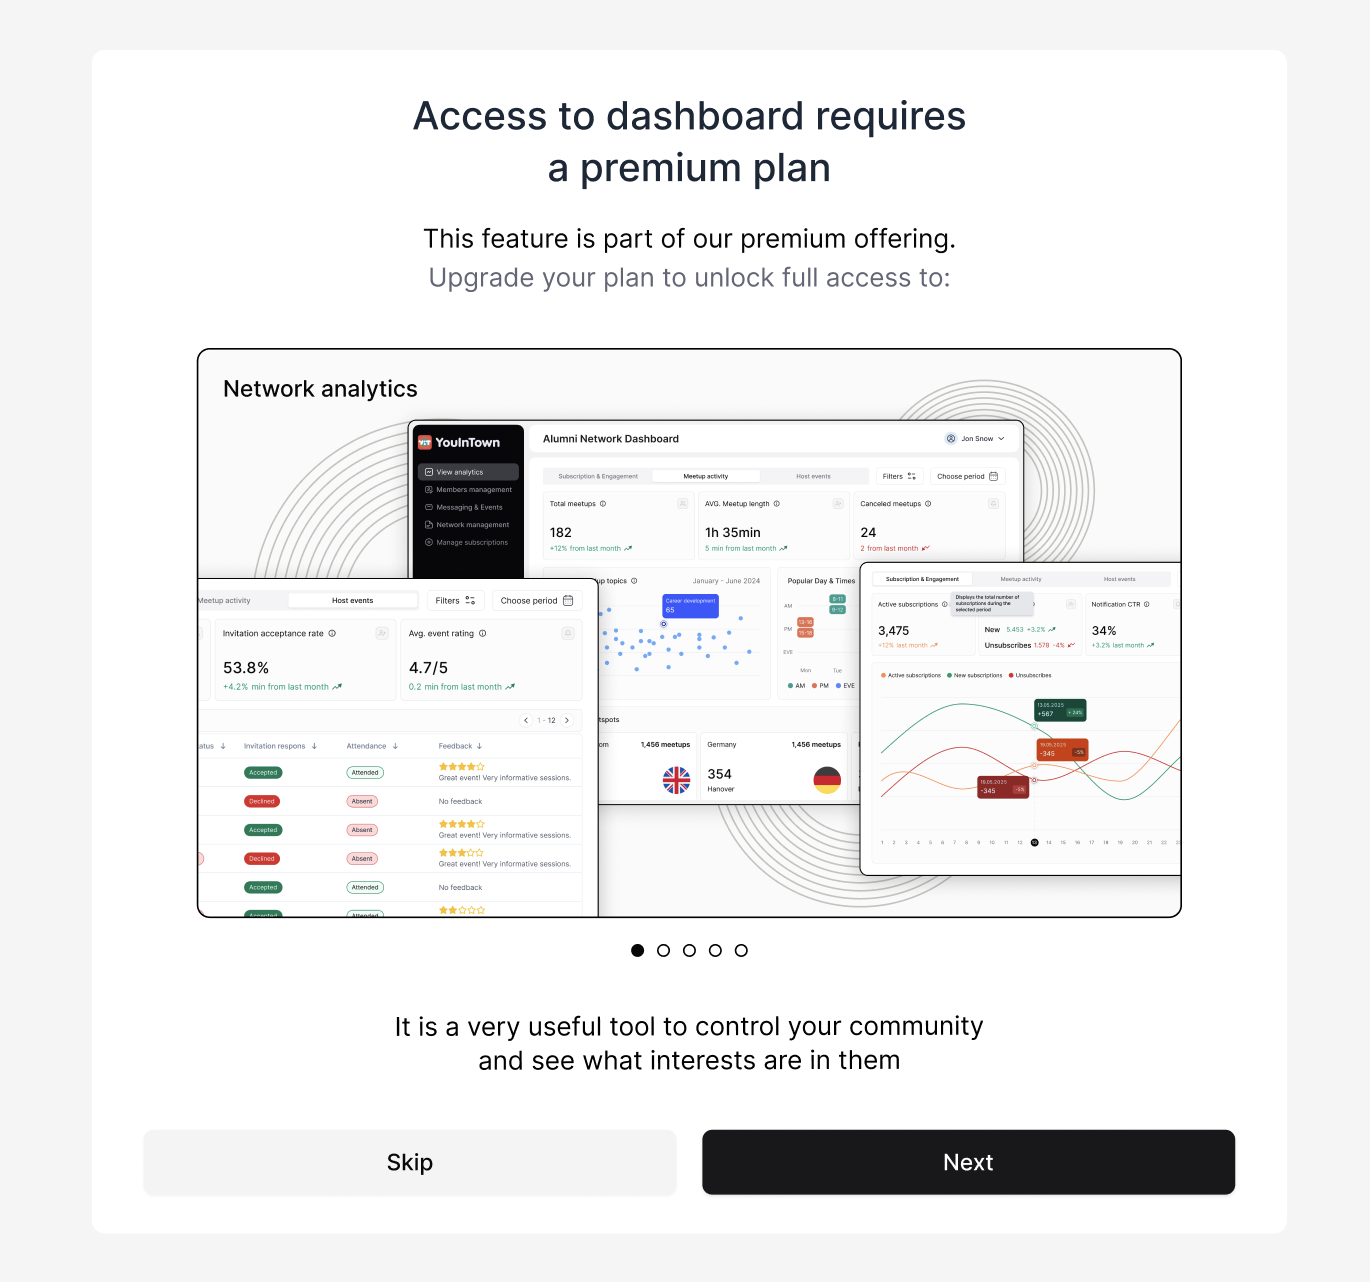 Access to dashboard requires
a premium plan
This feature is part of our premium offering.
Upgrade your plan to unlock full access to:
Network analytics
YouInTown
View analytics
Members management
Messaging & Events
Network management
Manage subscriptions
Alumni Network Dashboard
Jon Snow
Subscription & Engagement
Meetup activity
Host events
Filters
Choose period
Total meetups
182
+12% from last month
AVG. Meetup length
1h 35min
5 min from last month
Canceled meetups
24
2 from last month
up topics
January - June 2024
Career development
65
Popular Day & Times
8-11
AM
9-12
13-16
PM
15-18
EVE
Mon Tue
AM PM EVE
tspots
om 1,456 meetups
Germany 1,456 meetups
354
Hanover
Meetup activity
Host events
Filters
Choose period
Invitation acceptance rate
53.8%
+4.2% min from last month
Avg. event rating
4.7/5
0.2 min from last month
1 - 12
atus Invitation respons Attendance Feedback
Accepted Attended Great event! Very informative sessions.
Declined Absent No feedback
Accepted Absent Great event! Very informative sessions.
Declined Absent Great event! Very informative sessions.
Accepted Attended No feedback
Accepted Attended
Subscription & Engagement
Meetup activity
Host events
Active subscriptions
3,475
+12% last month
Displays the total number of
subscriptions during the
selected period
New 5.453 +3.2%
Unsubscribes 1.578 -4%
Notification CTR
34%
+3.2% last month
Active subscriptions New subscriptions Unsubscribes
13.05.2025
+567 + 24%
19.05.2025
-345 -5%
19.05.2025
-345 -5%
1 2 3 4 5 6 7 8 9 10 11 12 13 14 15 16 17 18 19 20 21 22
It is a very useful tool to control your community
and see what interests are in them
Skip
Next